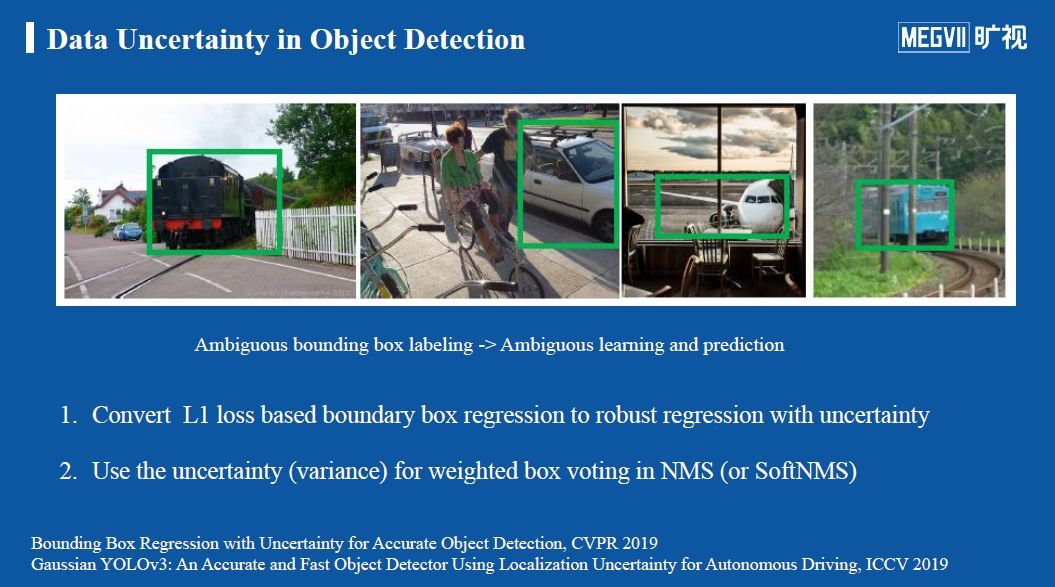 Data Uncertainty in Object Detection
MEGVII 旷视
Ambiguous bounding box labeling -> Ambiguous learning and prediction
1. Convert L1 loss based boundary box regression to robust regression with uncertainty
2. Use the uncertainty (variance) for weighted box voting in NMS (or SoftNMS)
Bounding Box Regression with Uncertainty for Accurate Object Detection, CVPR 2019
Gaussian YOLOv3: An Accurate and Fast Object Detector Using Localization Uncertainty for Autonomous Driving, ICCV 2019